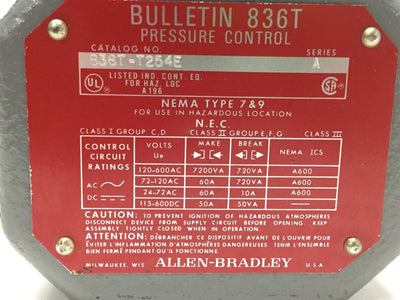 BULLETIN 836T
PRESSURE CONTROL
CATALOG NO. SERIES
836T-T254E A
UL LISTED IND. CONT. EQ. SA
FOR HAZ. LOC.
A196
NEMA TYPE 7&9
FOR USE IN HAZARDOUS LOCATION
N.E.C.
CLASS I GROUP C,D CLASS II GROUP E,F,G CLASS III
CONTROL CIRCUIT RATINGS VOLTS Ue MAKE BREAK NEMA ICS
120-600AC 7200VA 720VA A600
AC 72-120AC 60A 720VA A600
DC 24-72AC 60A 10A A600
115-600DC 50A 50VA
CAUTION: TO PREVENT IGNITION OF HAZARDOUS ATMOSPHERES
DISCONNECT DEVICE FROM SUPPLY CIRCUIT BEFORE OPENING. KEEP
ASSEMBLY TIGHTLY CLOSED WHEN IN OPERATION.
ATTENTION: DÉBRANCHER CE DISPOSITIF AVANT DE L'OUVRIR POUR
ÉVITER L'INFLAMMATION D'ATMOSPHÈRES DANGEREUSES TENIR L'ENSEMBLE
BIEN FERMÉ PENDANT QU'IL FONCTIONNE.
MILWAUKEE, WIS. ALLEN-BRADLEY U.S.A.